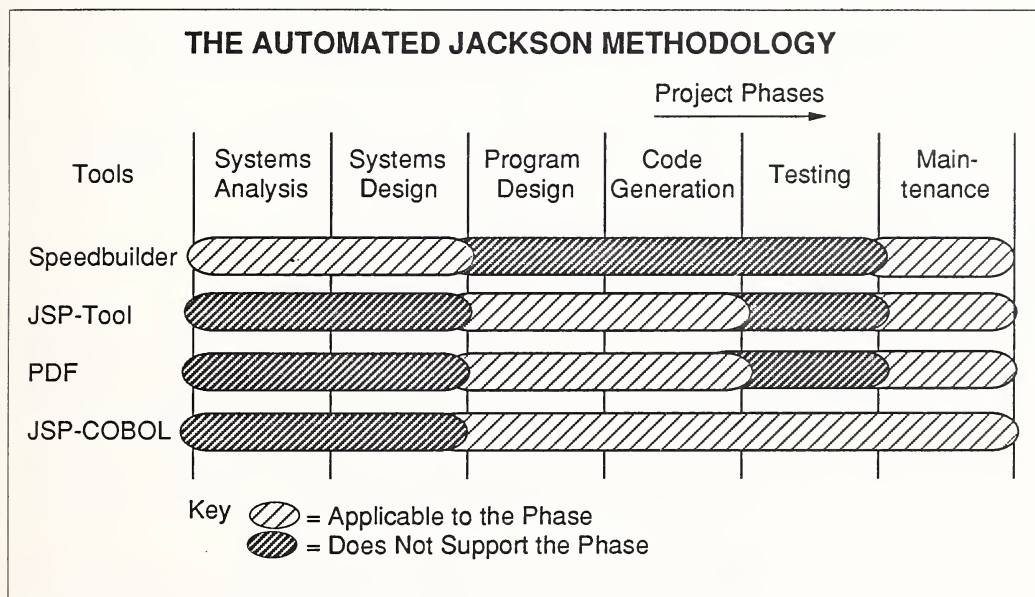 THE AUTOMATED JACKSON METHODOLOGY
Project Phases
Tools
Systems Analysis
Systems Design
Program Design
Code Generation
Testing
Main-
tenance
Speedbuilder
JSP-Tool
PDF
JSP-COBOL
Key
= Applicable to the Phase
= Does Not Support the Phase